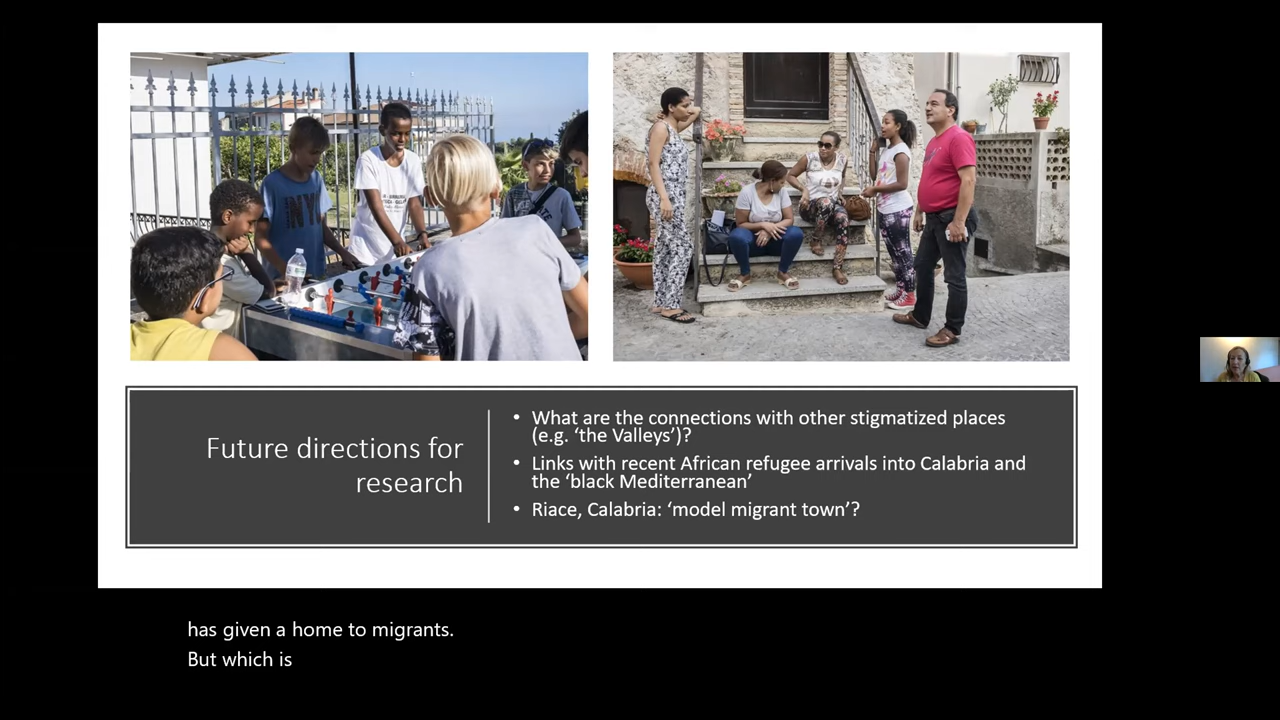 NYC
Future directions for
research
• What are the connections with other stigmatized places
(e.g. ‘the Valleys’)?
• Links with recent African refugee arrivals into Calabria and
the ‘black Mediterranean’
• Riace, Calabria: ‘model migrant town’?
has given a home to migrants.
But which is